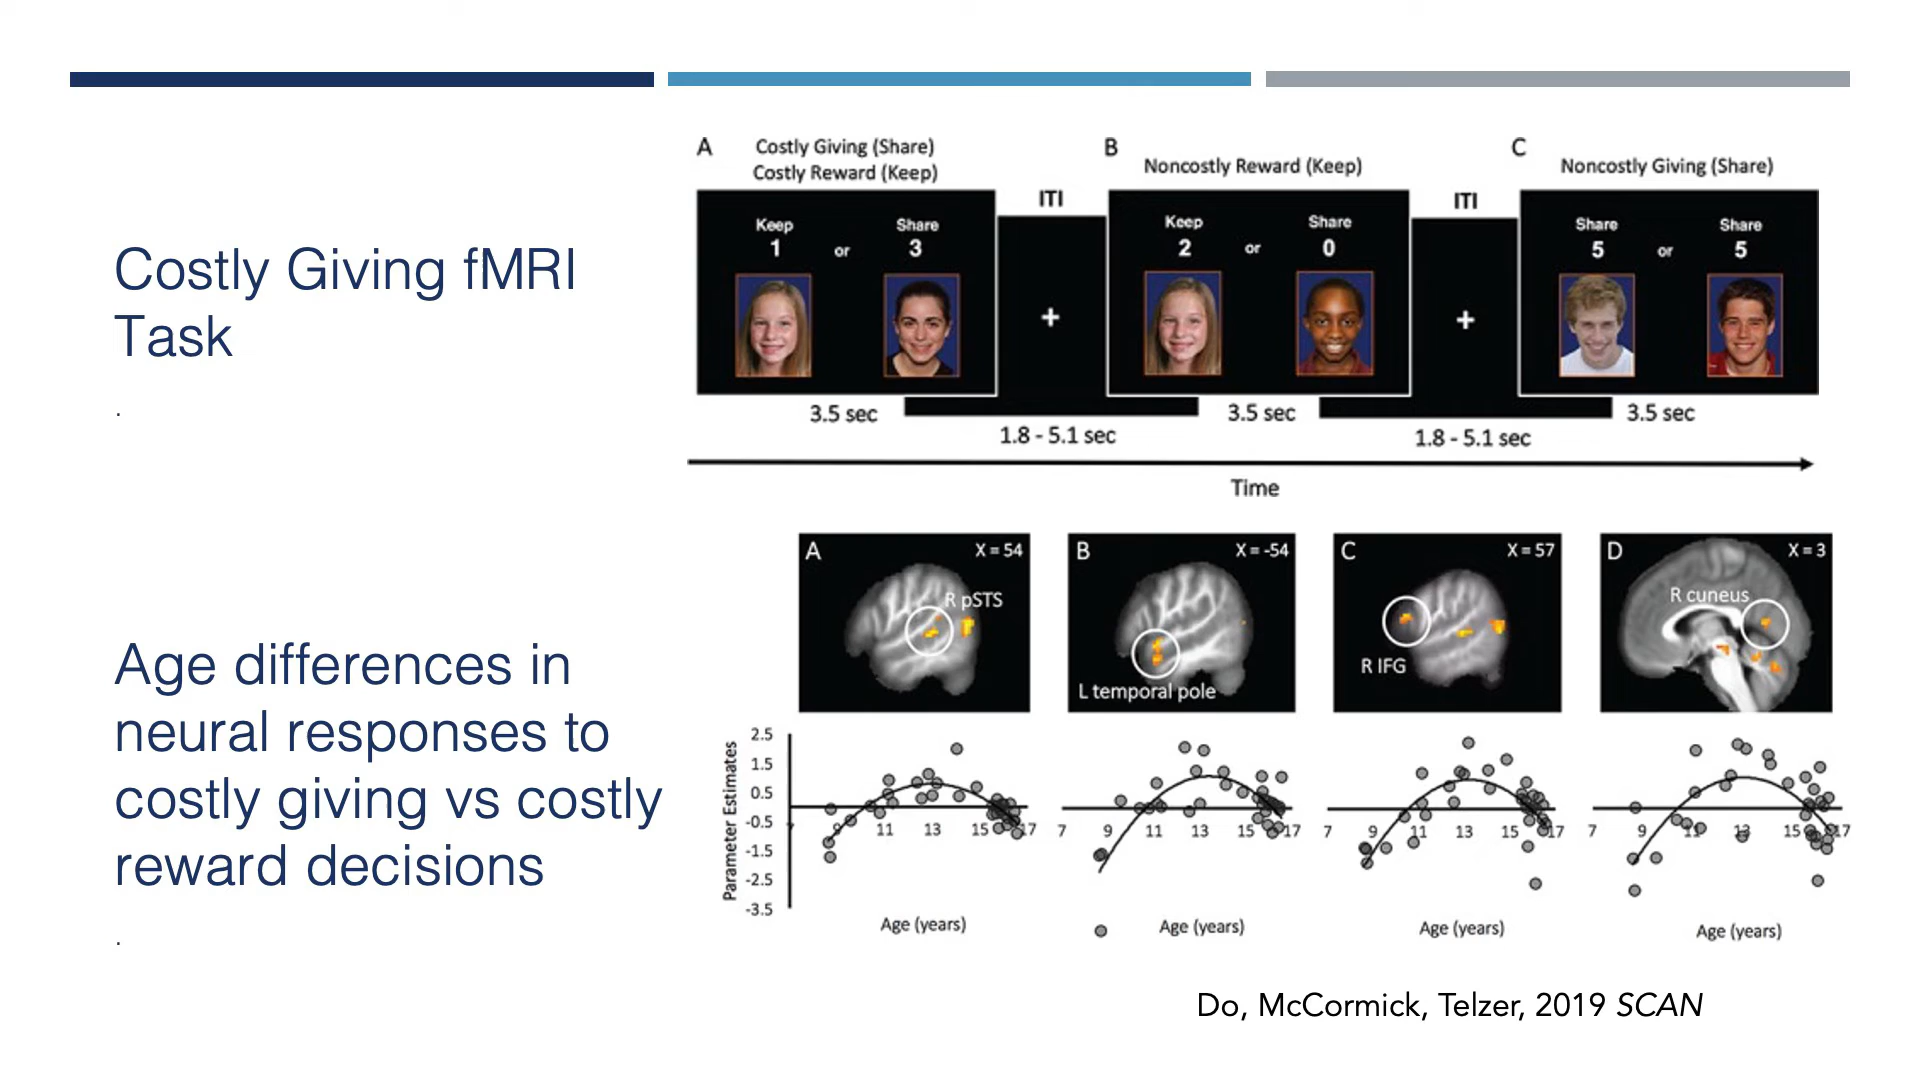 Costly Giving fMRI
Task
.
A
Costly Giving (Share)
Costly Reward (Keep)
ITI
B
Noncostly Reward (Keep)
ITI
C
Noncostly Giving (Share)
Keep
1
or
Share
3
+
Keep
2
or
Share
0
+
Share
5
or
Share
5
3.5 sec
1.8 - 5.1 sec
3.5 sec
1.8 - 5.1 sec
3.5 sec
Time
Age differences in
neural responses to
costly giving vs costly
reward decisions
.
A
X = 54
R pSTS
B
X = -54
L temporal pole
C
X = 57
R IFG
D
X = 3
R cuneus
Parameter Estimates
2.5
1.5
0.5
-0.5
-1.5
-2.5
-3.5
7 9 11 13 15 17
Age (years)
7 9 11 13 15 17
Age (years)
7 9 11 13 15 17
Age (years)
7 9 11 13 15 17
Age (years)
Do, McCormick, Telzer, 2019 SCAN